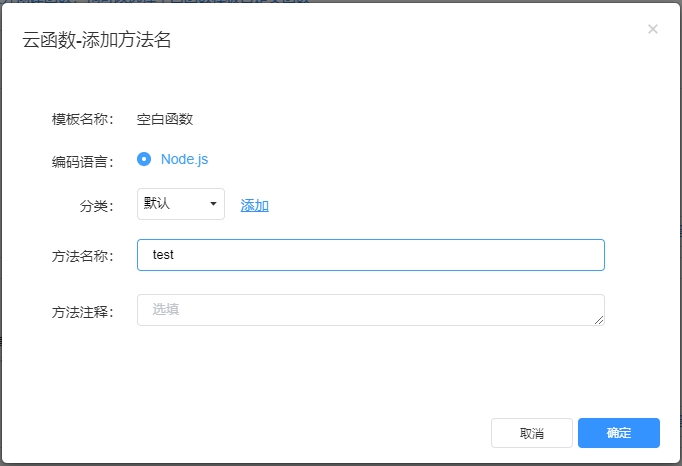 云函数-添加方法名
模板名称： 空白函数
编码语言： Node.js
分类： 默认 添加
方法名称： test
方法注释： 选填
取消 确定